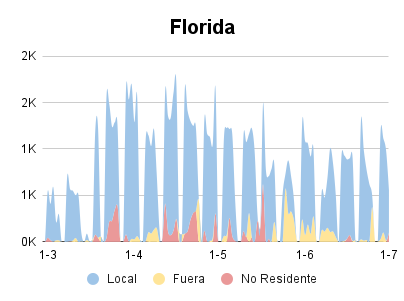 Florida
2K
2K
1K
1K
0K
1-3 1-4 1-5 1-6 1-7
Local Fuera No Residente